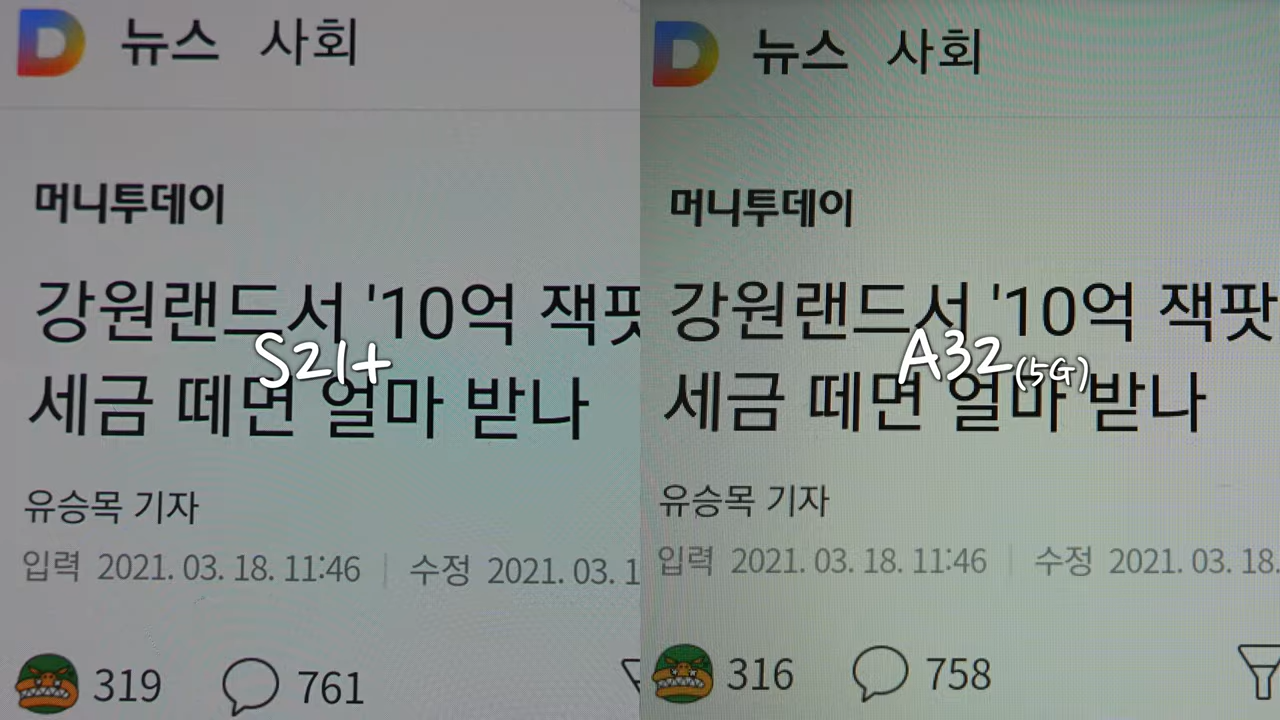 뉴스 사회
머니투데이
강원랜드서 '10억 잭팟
S21+
세금 떼면 얼마 받나
유승목 기자
입력 2021. 03. 18. 11:46 | 수정 2021. 03. 1
319 761
뉴스 사회
머니투데이
강원랜드서 '10억 잭팟
A32(5G)
세금 떼면 얼마 받나
유승목 기자
입력 2021. 03. 18. 11:46 | 수정 2021. 03. 18.
316 758